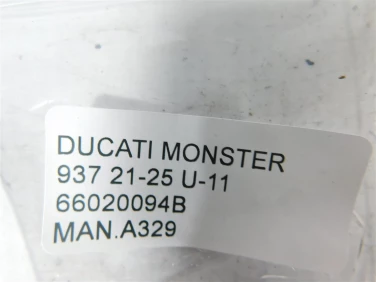 DUCATI MONSTER
937 21-25 U-11
66020094B
MAN.A329